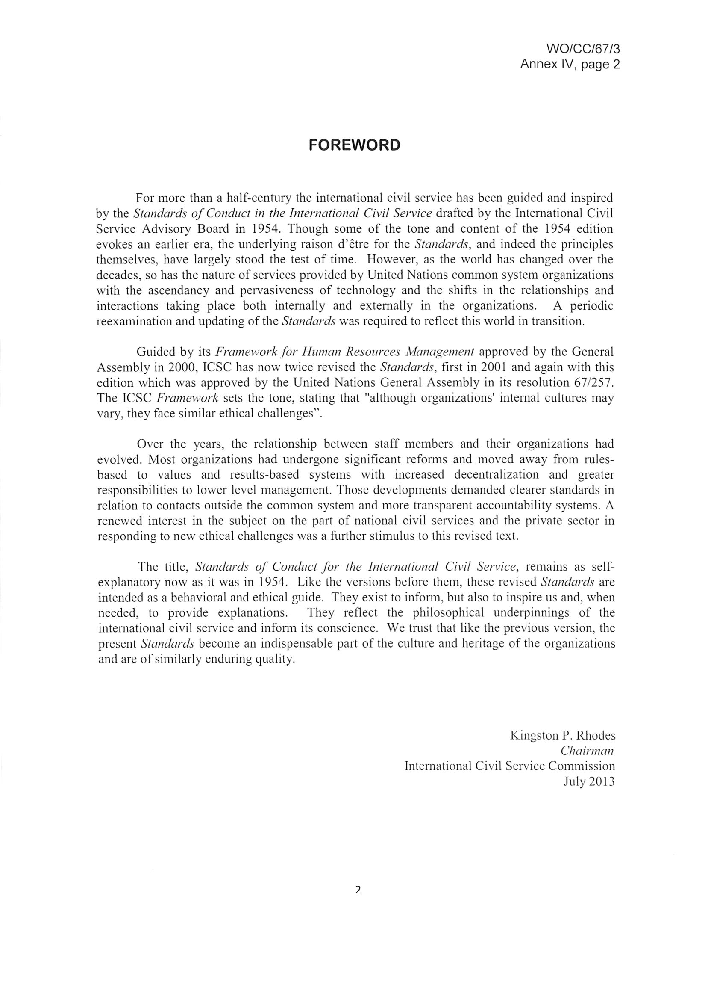 WO/CC/67/3
Annex IV, page 2
FOREWORD
For more than a half-century the international civil service has been guided and inspired
by the Standards of Conduct in the International Civil Service drafted by the International Civil
Service Advisory Board in 1954. Though some of the tone and content of the 1954 edition
evokes an earlier era, the underlying raison d’être for the Standards, and indeed the principles
themselves, have largely stood the test of time. However, as the world has changed over the
decades, so has the nature of services provided by United Nations common system organizations
with the ascendancy and pervasiveness of technology and the shifts in the relationships and
interactions taking place both internally and externally in the organizations. A periodic
reexamination and updating of the Standards was required to reflect this world in transition.
Guided by its Framework for Human Resources Management approved by the General
Assembly in 2000, ICSC has now twice revised the Standards, first in 2001 and again with this
edition which was approved by the United Nations General Assembly in its resolution 67/257.
The ICSC Framework sets the tone, stating that "although organizations' internal cultures may
vary, they face similar ethical challenges”.
Over the years, the relationship between staff members and their organizations had
evolved. Most organizations had undergone significant reforms and moved away from rules-
based to values and results-based systems with increased decentralization and greater
responsibilities to lower level management. Those developments demanded clearer standards in
relation to contacts outside the common system and more transparent accountability systems. A
renewed interest in the subject on the part of national civil services and the private sector in
responding to new ethical challenges was a further stimulus to this revised text.
The title, Standards of Conduct for the International Civil Service, remains as self-
explanatory now as it was in 1954. Like the versions before them, these revised Standards are
intended as a behavioral and ethical guide. They exist to inform, but also to inspire us and, when
needed, to provide explanations. They reflect the philosophical underpinnings of the
international civil service and inform its conscience. We trust that like the previous version, the
present Standards become an indispensable part of the culture and heritage of the organizations
and are of similarly enduring quality.
Kingston P. Rhodes
Chairman
International Civil Service Commission
July 2013
2